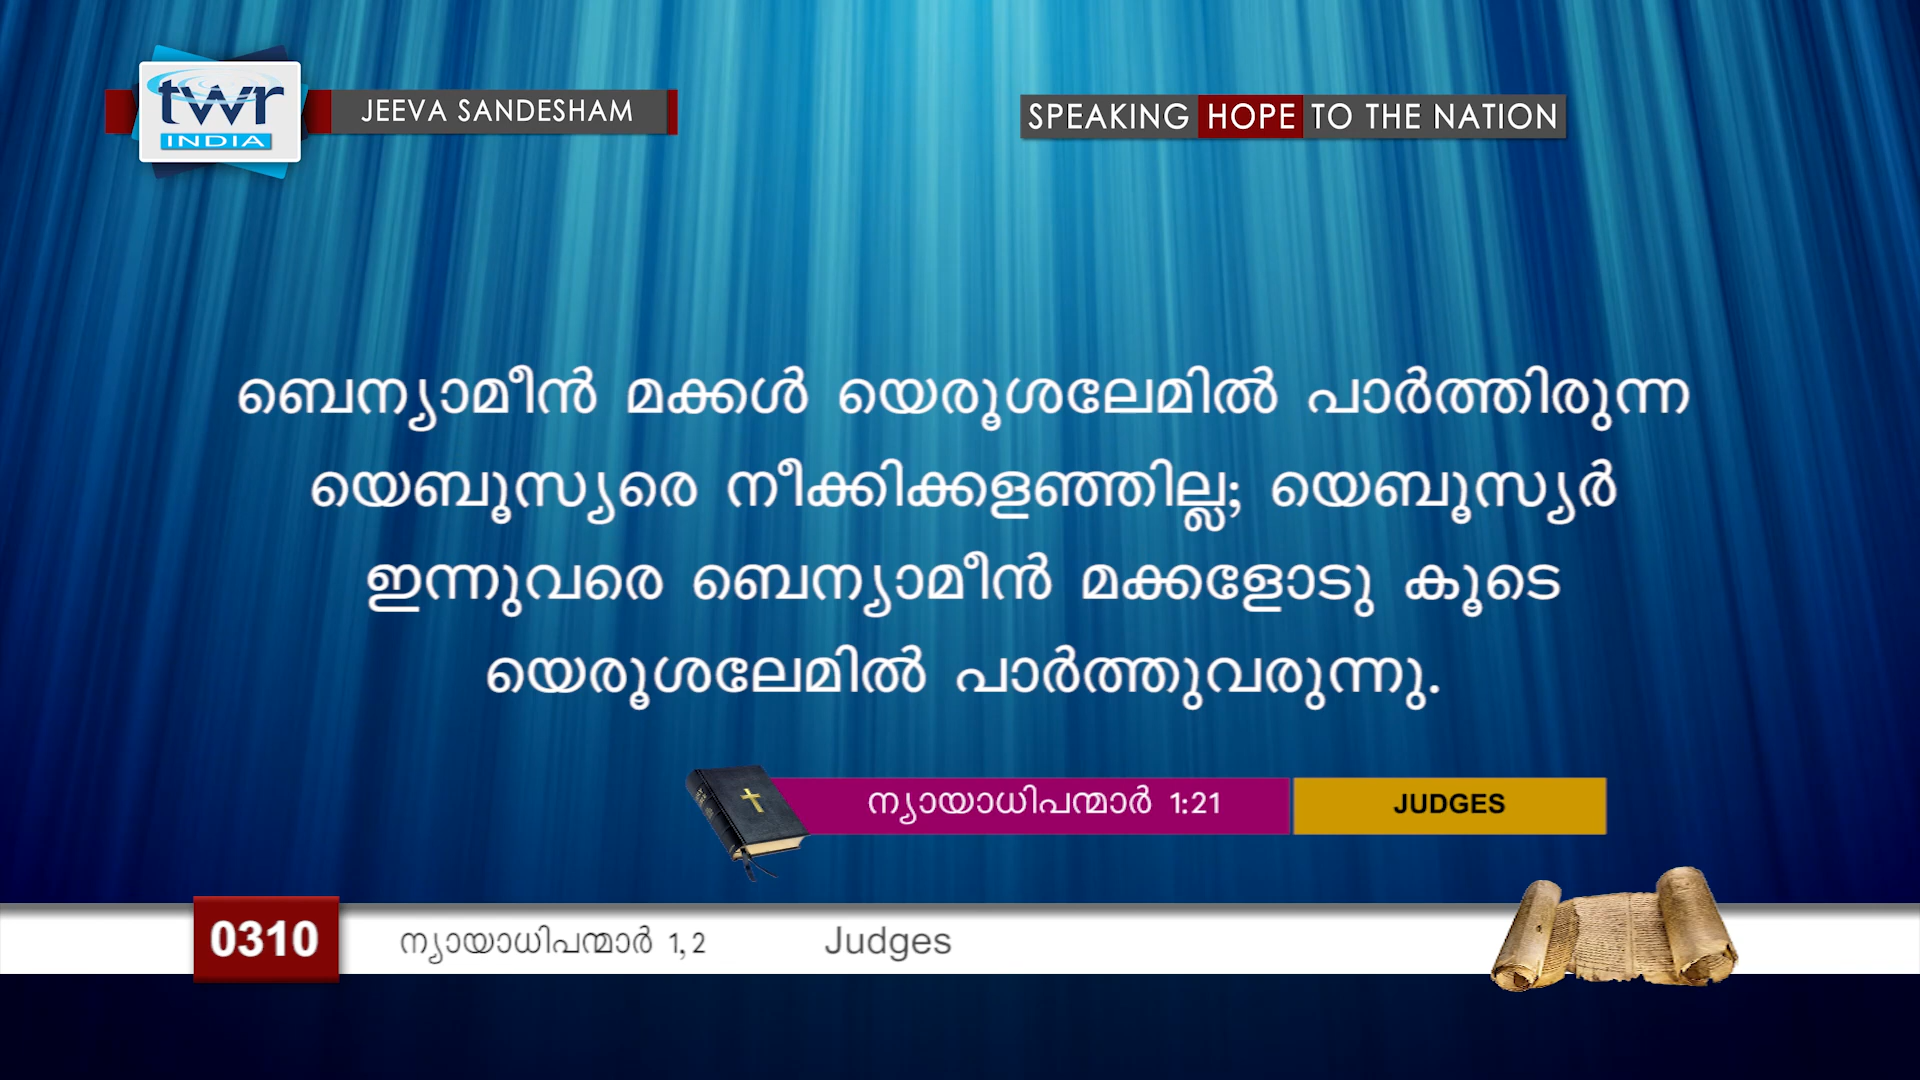 twr
INDIA
JEEVA SANDESHAM
SPEAKING HOPE TO THE NATION
ബെന്യാമീൻ മക്കൾ യെരൂശലേമിൽ പാർത്തിരുന്ന
യെബൂസ്യരെ നീക്കിക്കളഞ്ഞില്ല; യെബൂസ്യർ
ഇന്നുവരെ ബെന്യാമീൻ മക്കളോടു കൂടെ
യെരൂശലേമിൽ പാർത്തുവരുന്നു.
ന്യായാധിപന്മാർ 1:21
JUDGES
0310
ന്യായാധിപന്മാർ 1, 2
Judges